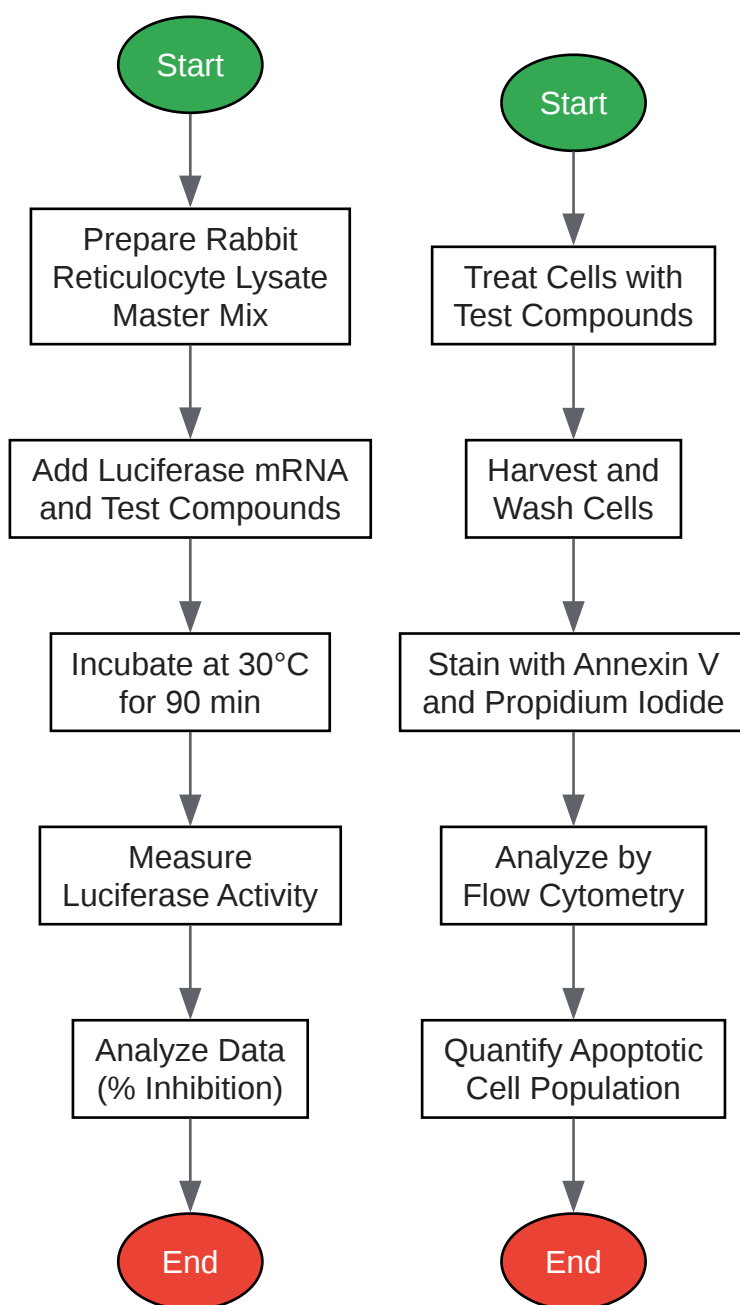 Start
Prepare Rabbit
Reticulocyte Lysate
Master Mix
Add Luciferase mRNA
and Test Compounds
Incubate at 30°C
for 90 min
Measure
Luciferase Activity
Analyze Data
(% Inhibition)
End
Start
Treat Cells with
Test Compounds
Harvest and
Wash Cells
Stain with Annexin V
and Propidium Iodide
Analyze by
Flow Cytometry
Quantify Apoptotic
Cell Population
End